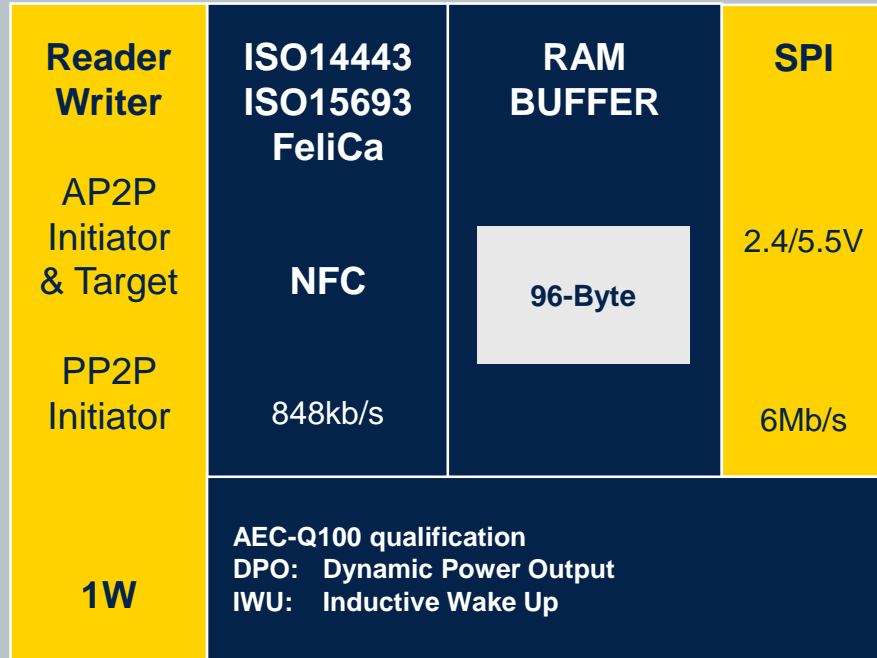 Reader
Writer
AP2P
Initiator
& Target
PP2P
Initiator
1W
ISO14443
ISO15693
FeliCa
NFC
848kb/s
RAM
BUFFER
96-Byte
SPI
2.4/5.5V
6Mb/s
AEC-Q100 qualification
DPO: Dynamic Power Output
IWU: Inductive Wake Up